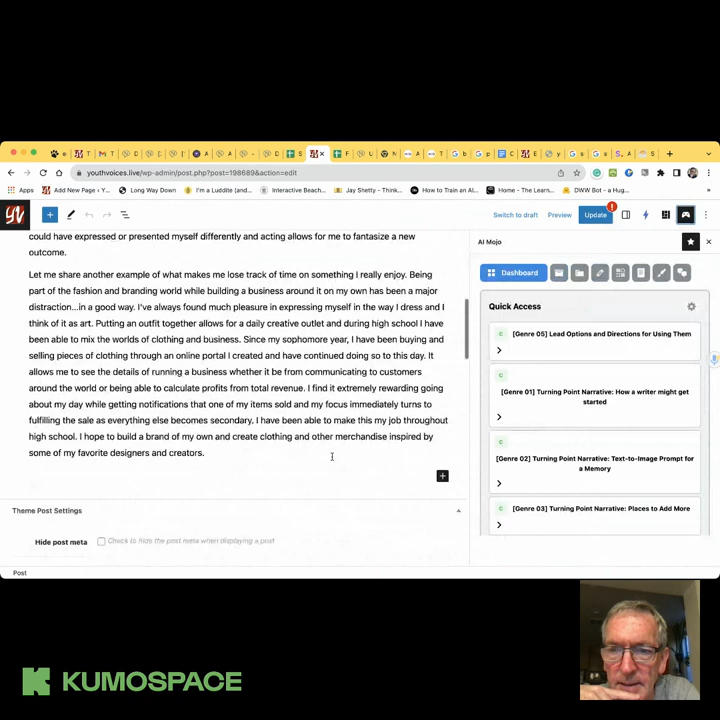 youthvoices.live/wp-admin/post.php?post=198689&action=edit
Apps
Add New Page ‹ Y...
Long Way Down
I'm a Luddite (and...
Interactive Beach...
Jay Shetty - Think...
How to Train an AI...
Home - The Learn...
DWW Bot - a Hug...
Switch to draft
Preview
Update
AI Mojo
could have expressed or presented myself differently and acting allows for me to fantasize a new
outcome.
Let me share another example of what makes me lose track of time on something I really enjoy. Being
part of the fashion and branding world while building a business around it on my own has been a major
distraction...in a good way. I've always found much pleasure in expressing myself in the way I dress and I
think of it as art. Putting an outfit together allows for a daily creative outlet and during high school I have
been able to mix the worlds of clothing and business. Since my sophomore year, I have been buying and
selling pieces of clothing through an online portal I created and have continued doing so to this day. It
allows me to see the details of running a business whether it be from communicating to customers
around the world or being able to calculate profits from total revenue. I find it extremely rewarding going
about my day while getting notifications that one of my items sold and my focus immediately turns to
fulfilling the sale as everything else becomes secondary. I have been able to make this my job throughout
high school. I hope to build a brand of my own and create clothing and other merchandise inspired by
some of my favorite designers and creators.
Theme Post Settings
Hide post meta
Check to hide the post meta when displaying a post
Post
Dashboard
Quick Access
[Genre 05] Lead Options and Directions for Using Them
[Genre 01] Turning Point Narrative: How a writer might get
started
[Genre 02] Turning Point Narrative: Text-to-Image Prompt for
a Memory
[Genre 03] Turning Point Narrative: Places to Add More
KUMOSPACE